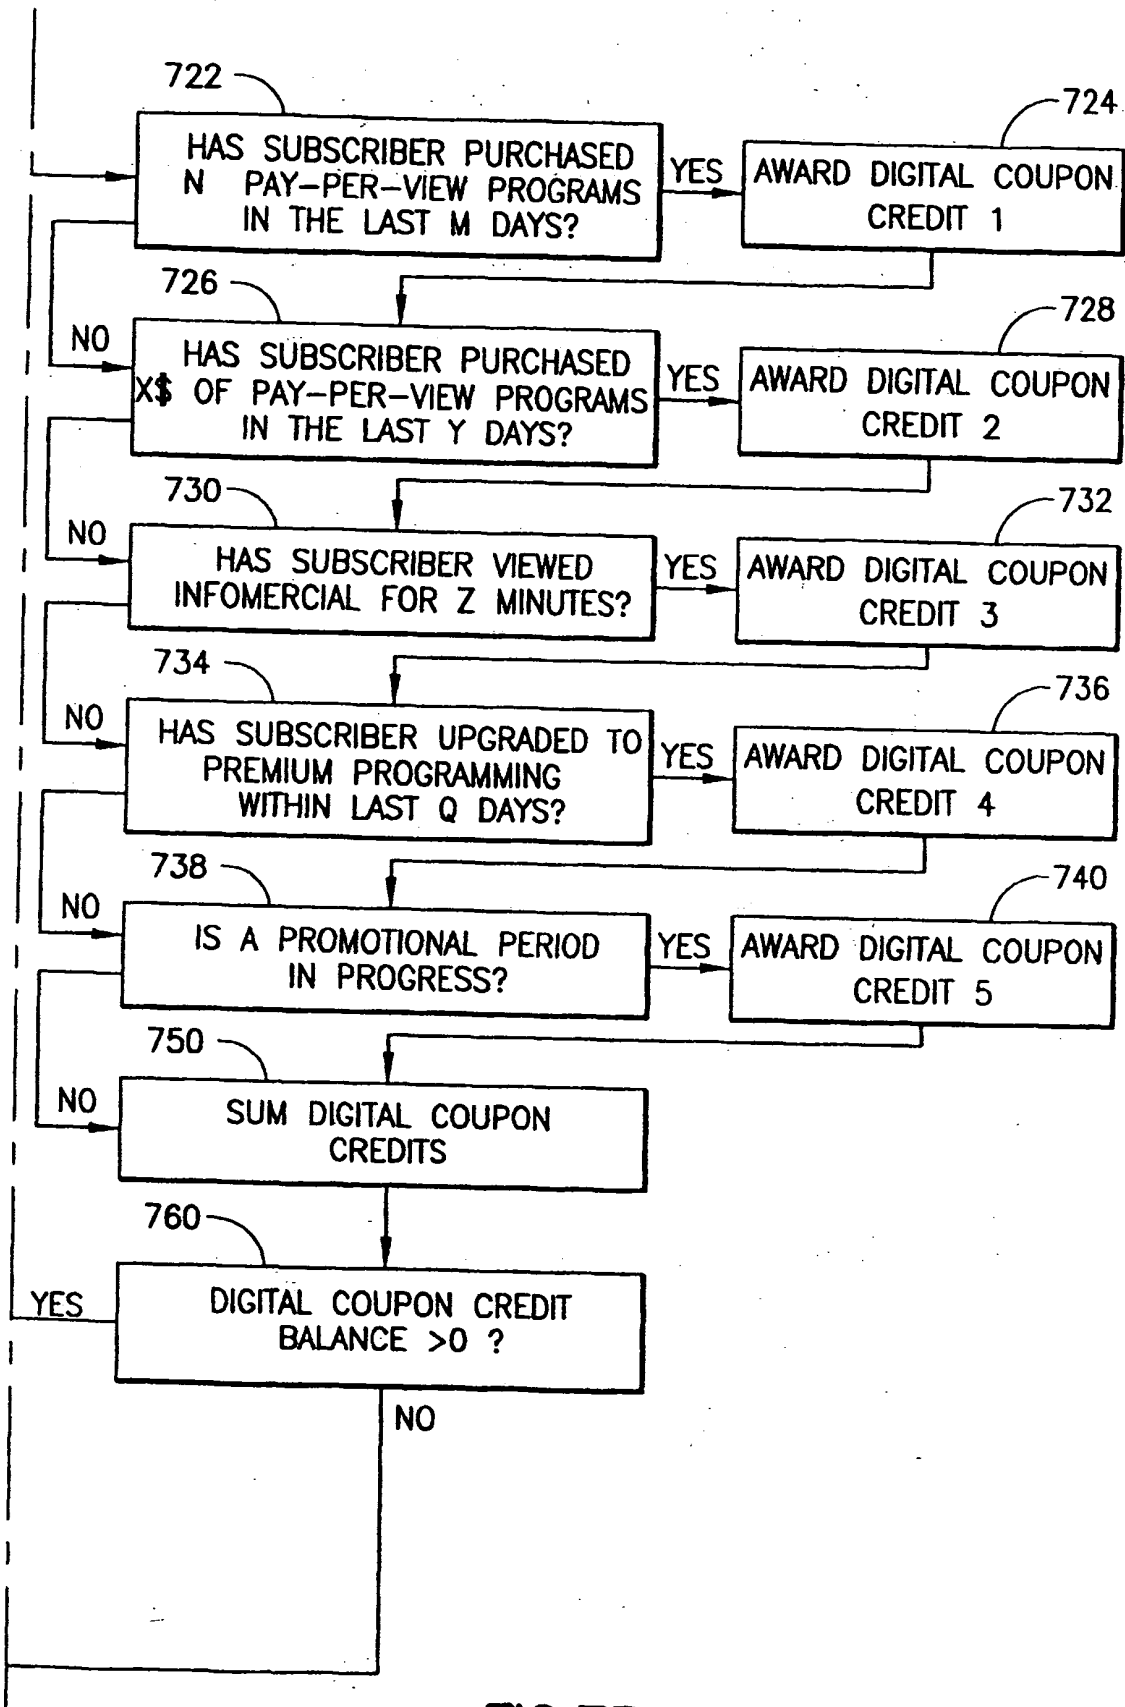 722
HAS SUBSCRIBER PURCHASED
N PAY-PER-VIEW PROGRAMS
IN THE LAST M DAYS?
YES
724
AWARD DIGITAL COUPON
CREDIT 1
NO
726
HAS SUBSCRIBER PURCHASED
X$ OF PAY-PER-VIEW PROGRAMS
IN THE LAST Y DAYS?
YES
728
AWARD DIGITAL COUPON
CREDIT 2
NO
730
HAS SUBSCRIBER VIEWED
INFOMERCIAL FOR Z MINUTES?
YES
732
AWARD DIGITAL COUPON
CREDIT 3
NO
734
HAS SUBSCRIBER UPGRADED TO
PREMIUM PROGRAMMING
WITHIN LAST Q DAYS?
YES
736
AWARD DIGITAL COUPON
CREDIT 4
NO
738
IS A PROMOTIONAL PERIOD
IN PROGRESS?
YES
740
AWARD DIGITAL COUPON
CREDIT 5
NO
750
SUM DIGITAL COUPON
CREDITS
760
DIGITAL COUPON CREDIT
BALANCE >0 ?
YES
NO